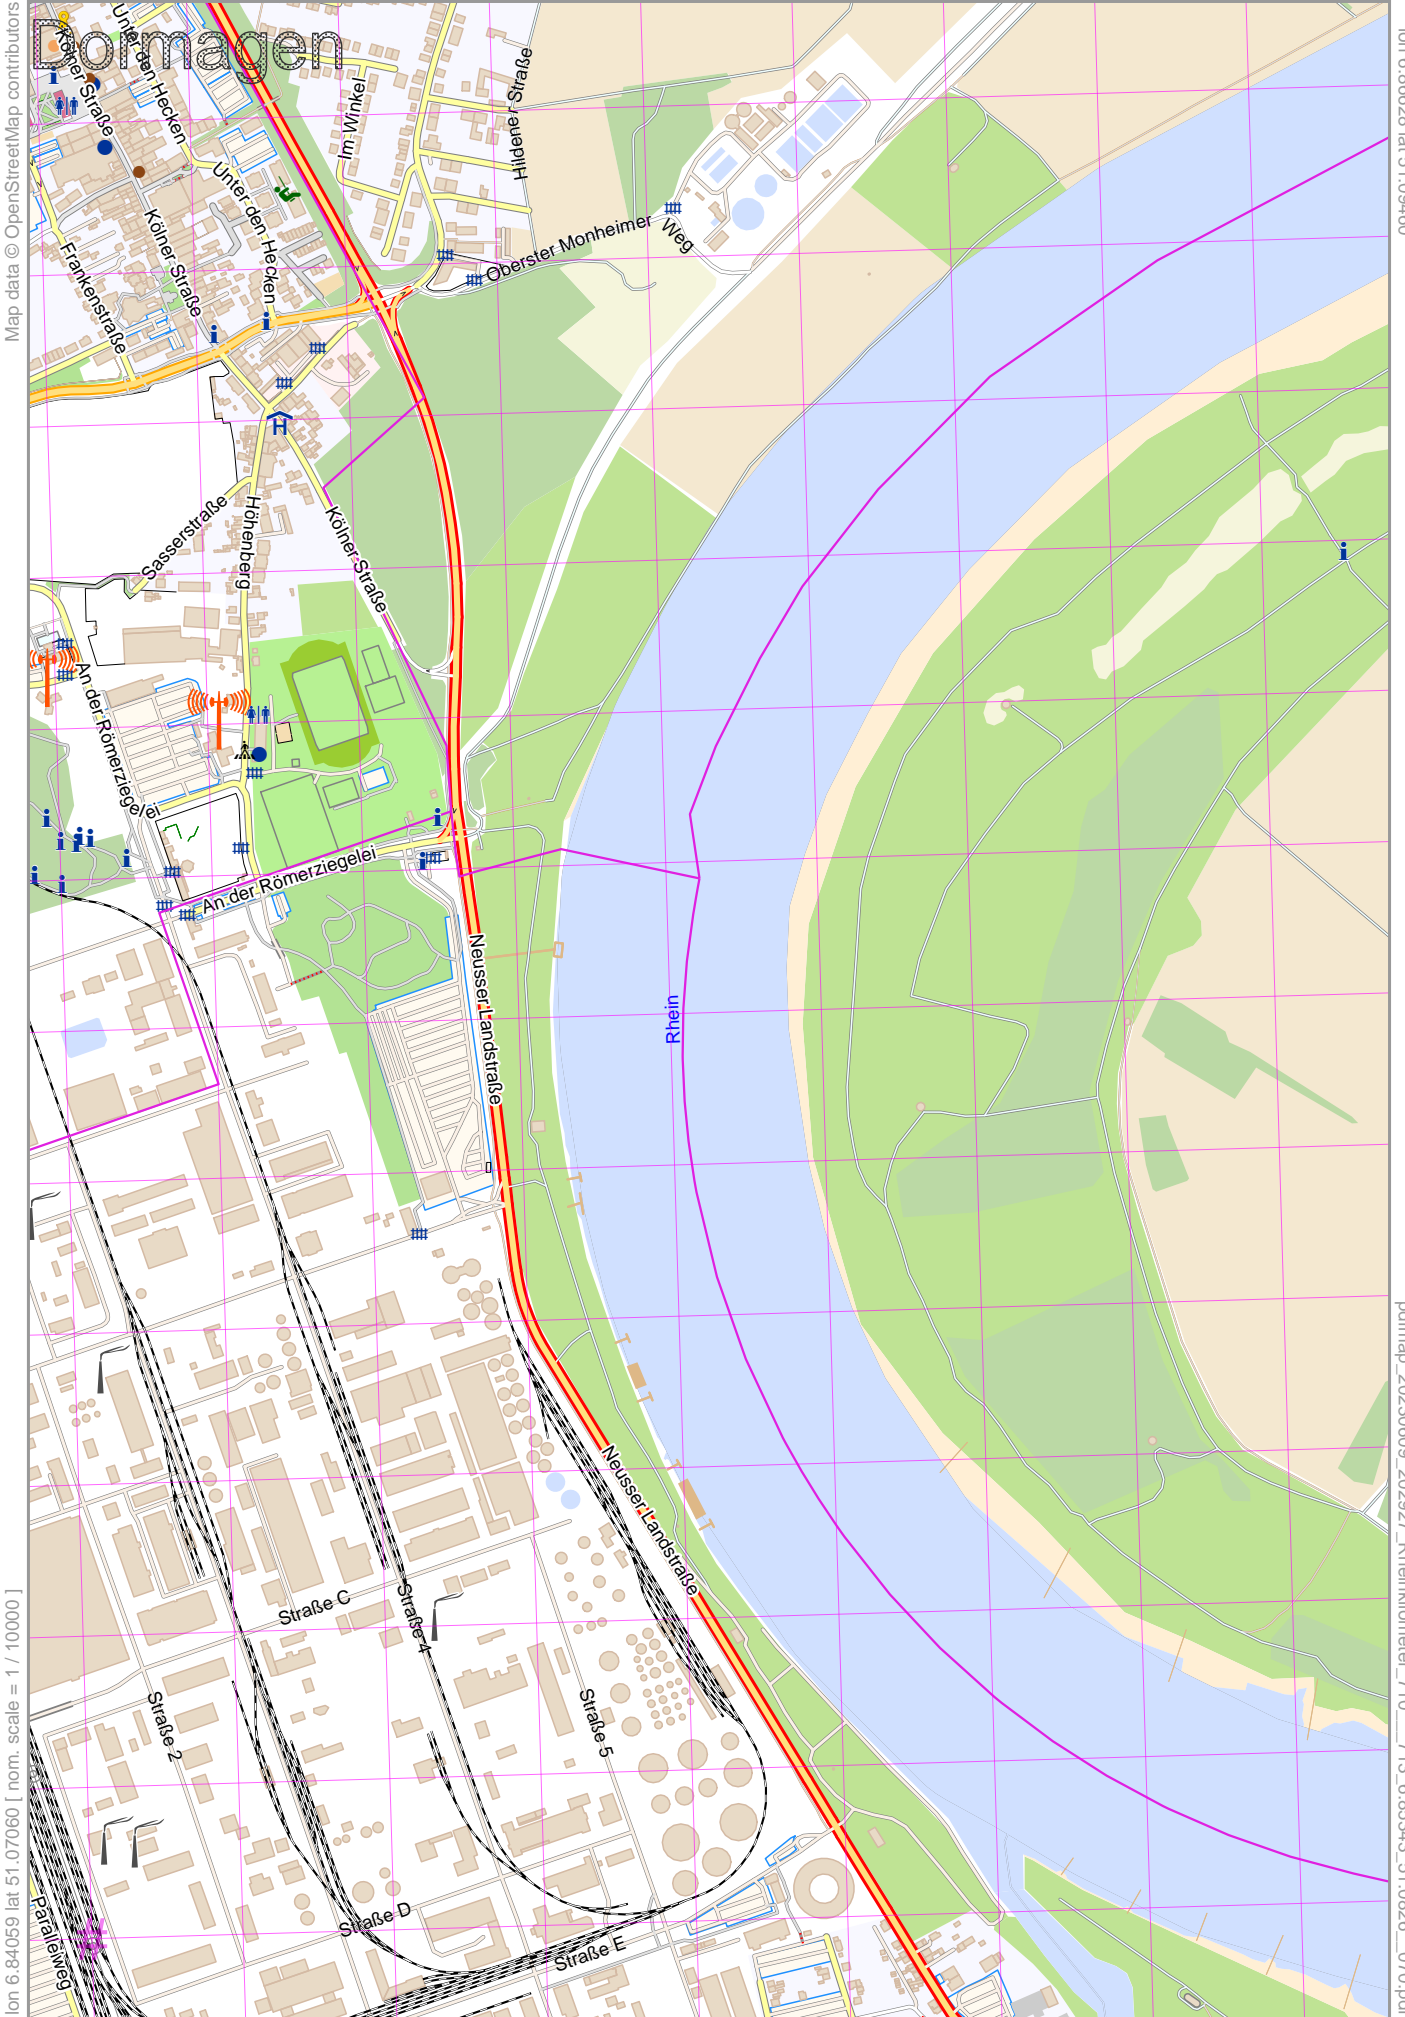 Map data © OpenStreetMap contributors
Dormagen
Kölner Straße
Unter den Hecken
Im Winkel
Hildener Straße
Unter den Hecken
Kölner Straße
Frankenstraße
Oberster Monheimer
Weg
H
Sasserstraße
Höhenberg
Kölner Straße
An der Römerziegelei
An der Römerziegelei
Neusser Landstraße
Rhein
Neusser Landstraße
Straße C
Straße 4
Straße 2
Straße 5
Straße D
Straße E
Parallelweg
lon 6.84059 lat 51.07060 [ nom. scale = 1 / 10000 ]